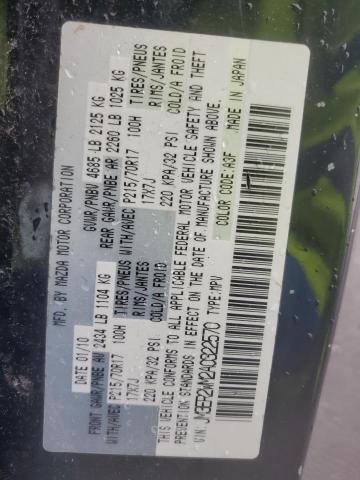 MFD. BY MAZDA MOTOR CORPORATION
DATE 01/10 GVWR/PNBV 4685 LB 2125 KG
FRONT GAWR/PNBE AV 2434 LB 1104 KG REAR GAWR/PNBE AR 2260 LB 1025 KG
WITH/AVEC P215/70R17 100H TIRES/PNEUS WITH/AVEC P215/70R17 100H TIRES/PNEUS
17X7J RIMS/JANTES 17X7J RIMS/JANTES
220 KPA/32 PSI COLD/A FROID 220 KPA/32 PSI COLD/A FROID
THIS VEHICLE CONFORMS TO ALL APPLICABLE FEDERAL MOTOR VEHICLE SAFETY AND THEFT
PREVENTION STANDARDS IN EFFECT ON THE DATE OF MANUFACTURE SHOWN ABOVE.
VIN: JM3ER2WM2A0322570 TYPE:MPV COLOR CODE:A3F
MADE IN JAPAN